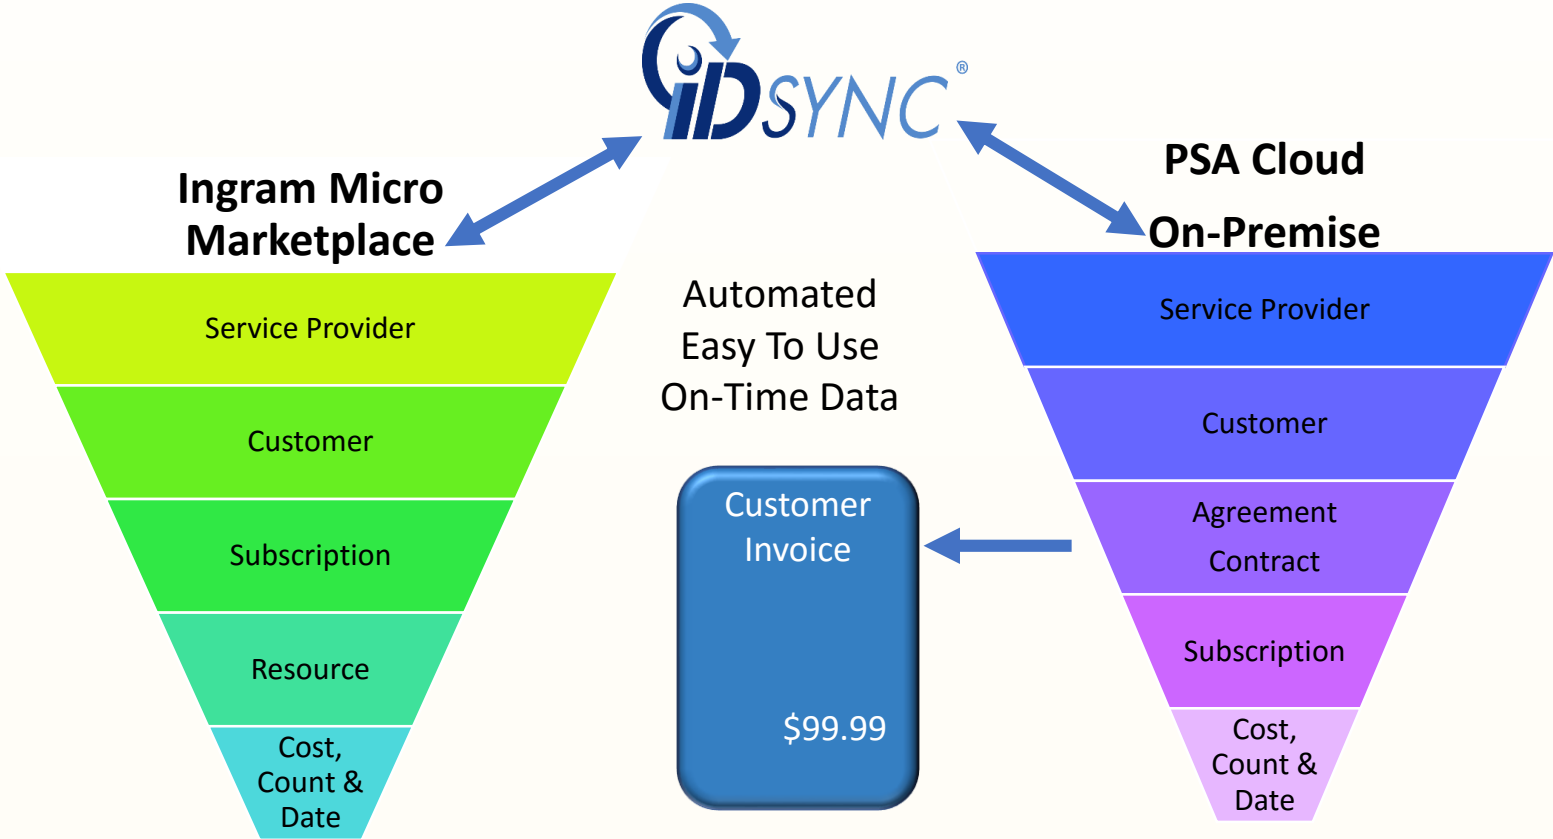 iDSYNC®
Ingram Micro
Marketplace
Service Provider
Customer
Subscription
Resource
Cost,
Count &
Date
Automated
Easy To Use
On-Time Data
Customer
Invoice
$99.99
PSA Cloud
On-Premise
Service Provider
Customer
Agreement
Contract
Subscription
Cost,
Count &
Date